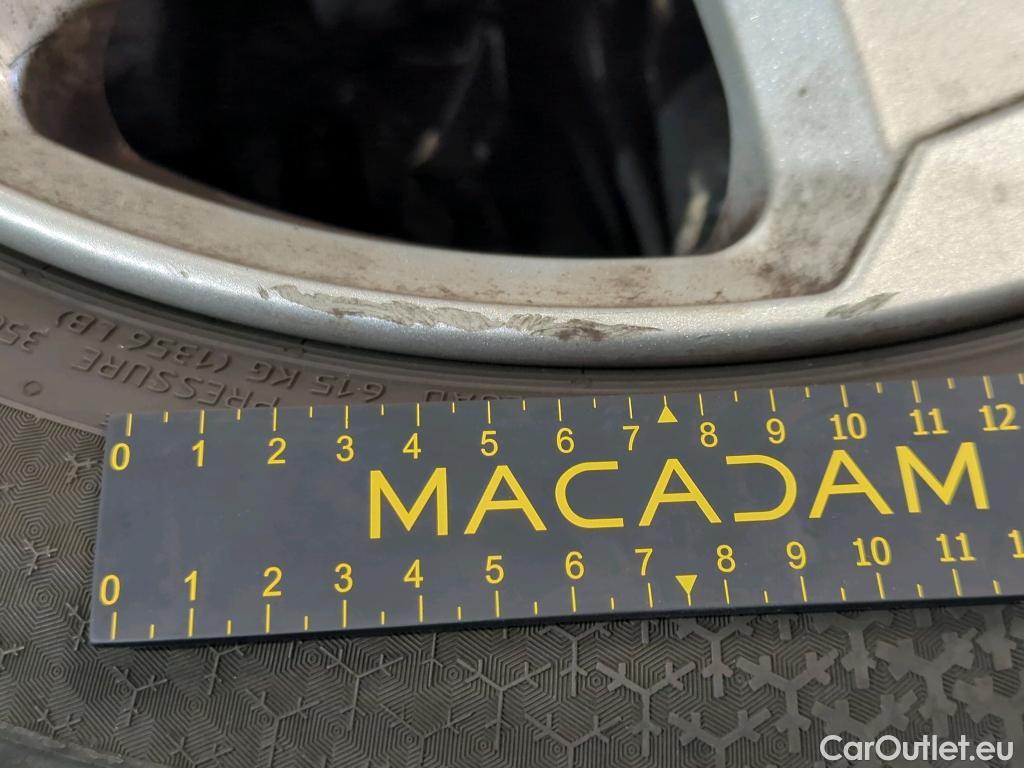 PRESSURE 350
615 KG (1356 LB)
0 1 2 3 4 5 6 7 8 9 10 11 12
MACADAM
0 1 2 3 4 5 6 7 8 9 10 11
CarOutlet.eu